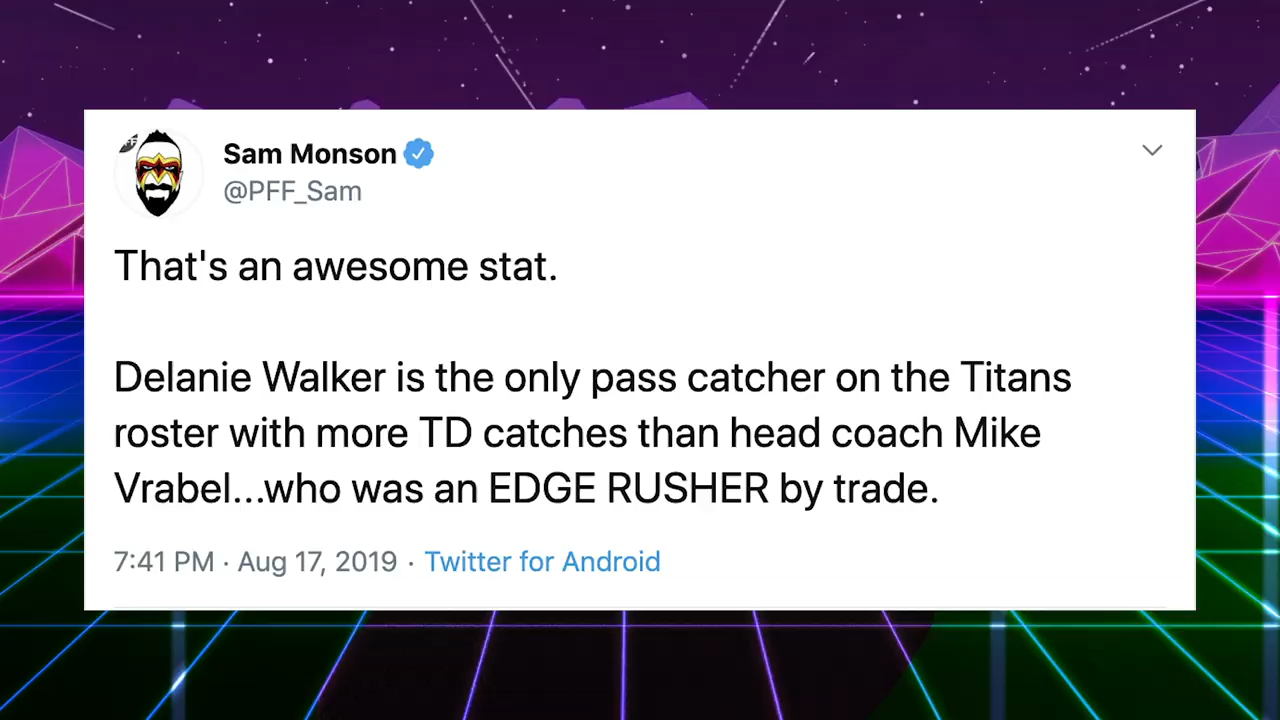 Sam Monson
@PFF_Sam
That's an awesome stat.
Delanie Walker is the only pass catcher on the Titans
roster with more TD catches than head coach Mike
Vrabel...who was an EDGE RUSHER by trade.
7:41 PM · Aug 17, 2019 · Twitter for Android